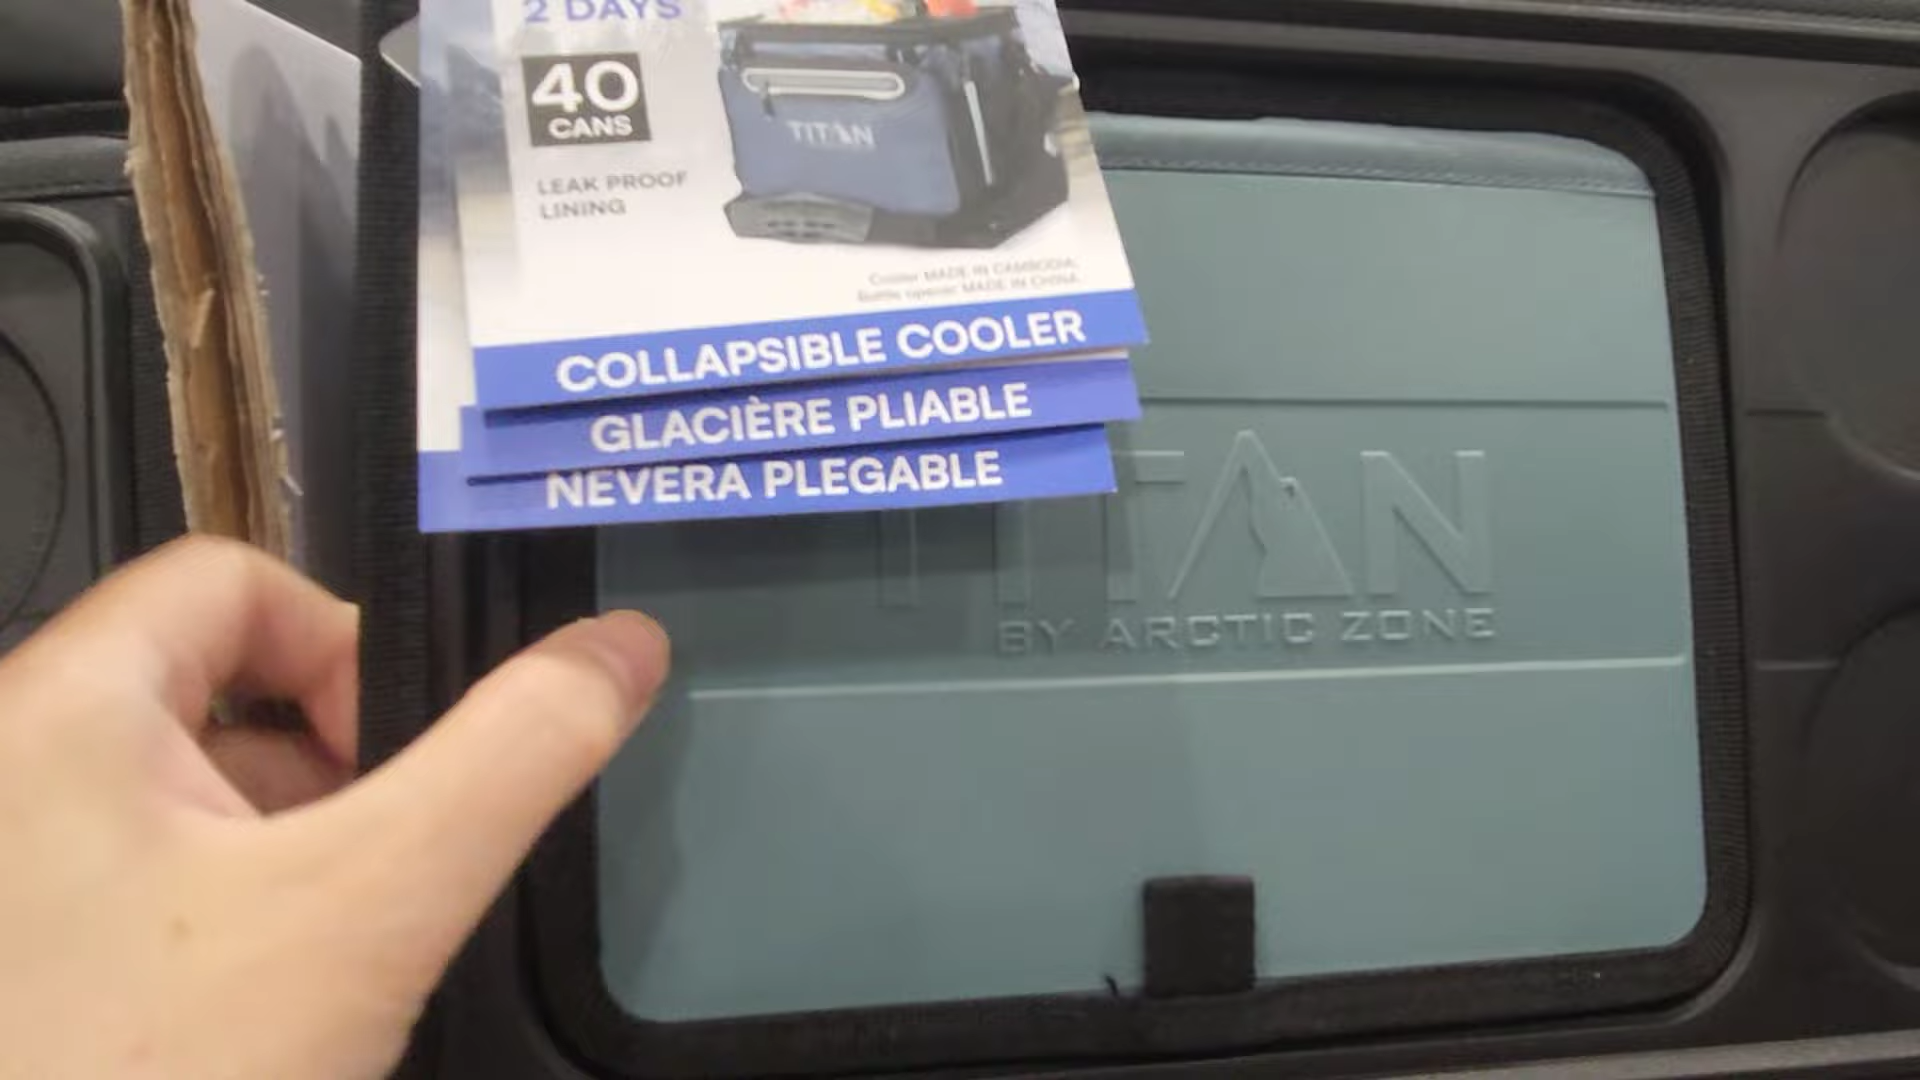 2 DAYS
40
CANS
LEAK PROOF
LINING
TITAN
Cooler MADE IN CAMBODIA.
Bottle opener MADE IN CHINA.
COLLAPSIBLE COOLER
GLACIÈRE PLIABLE
NEVERA PLEGABLE
TITAN
BY ARCTIC ZONE